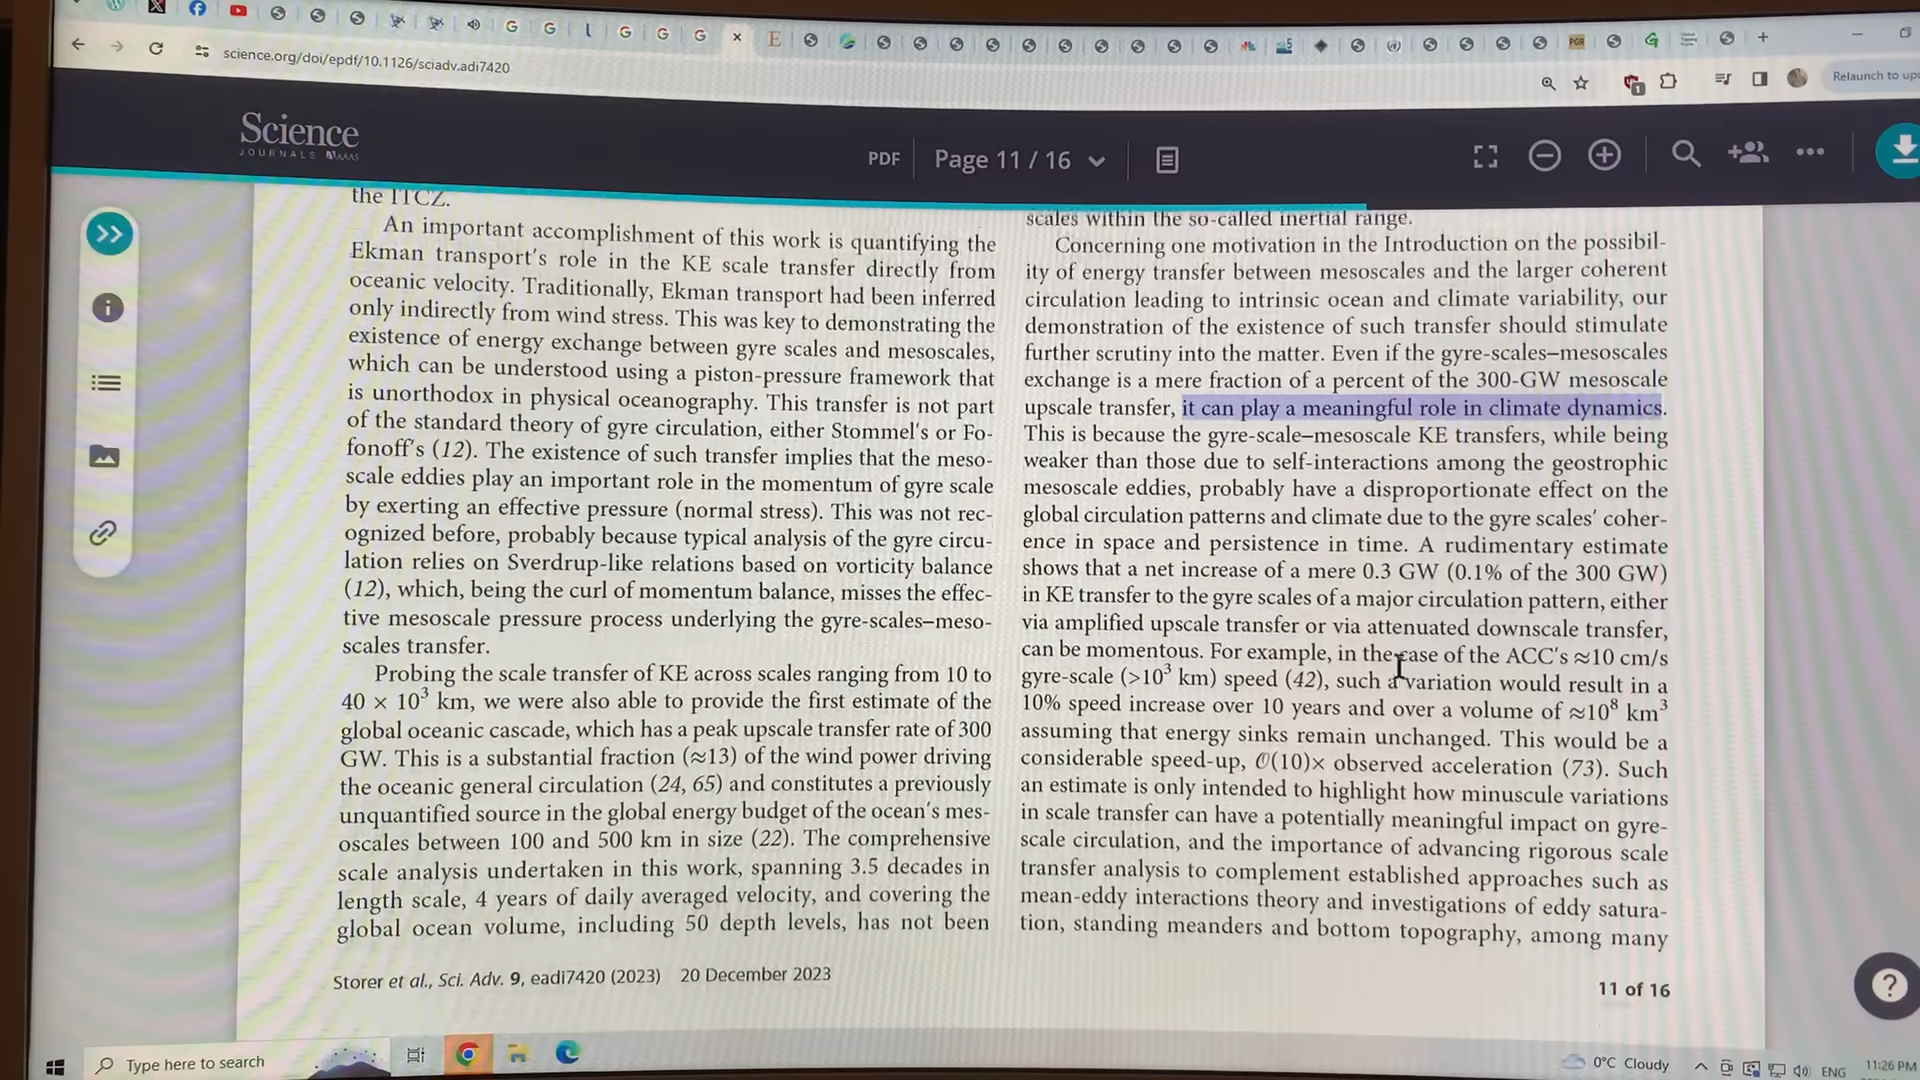 science.org/doi/epdf/10.1126/sciadv.adi7420
Relaunch to up
Science
JOURNALS AAAS
PDF
Page 11 / 16
the ITCZ.
An important accomplishment of this work is quantifying the
Ekman transport's role in the KE scale transfer directly from
oceanic velocity. Traditionally, Ekman transport had been inferred
only indirectly from wind stress. This was key to demonstrating the
existence of energy exchange between gyre scales and mesoscales,
which can be understood using a piston-pressure framework that
is unorthodox in physical oceanography. This transfer is not part
of the standard theory of gyre circulation, either Stommel's or Fo-
fonoff's (12). The existence of such transfer implies that the meso-
scale eddies play an important role in the momentum of gyre scale
by exerting an effective pressure (normal stress). This was not rec-
ognized before, probably because typical analysis of the gyre circu-
lation relies on Sverdrup-like relations based on vorticity balance
(12), which, being the curl of momentum balance, misses the effec-
tive mesoscale pressure process underlying the gyre-scales–meso-
scales transfer.
Probing the scale transfer of KE across scales ranging from 10 to
40 × 10³ km, we were also able to provide the first estimate of the
global oceanic cascade, which has a peak upscale transfer rate of 300
GW. This is a substantial fraction (≈13) of the wind power driving
the oceanic general circulation (24, 65) and constitutes a previously
unquantified source in the global energy budget of the ocean's mes-
oscales between 100 and 500 km in size (22). The comprehensive
scale analysis undertaken in this work, spanning 3.5 decades in
length scale, 4 years of daily averaged velocity, and covering the
global ocean volume, including 50 depth levels, has not been
scales within the so-called inertial range.
Concerning one motivation in the Introduction on the possibil-
ity of energy transfer between mesoscales and the larger coherent
circulation leading to intrinsic ocean and climate variability, our
demonstration of the existence of such transfer should stimulate
further scrutiny into the matter. Even if the gyre-scales–mesoscales
exchange is a mere fraction of a percent of the 300-GW mesoscale
upscale transfer, it can play a meaningful role in climate dynamics.
This is because the gyre-scale–mesoscale KE transfers, while being
weaker than those due to self-interactions among the geostrophic
mesoscale eddies, probably have a disproportionate effect on the
global circulation patterns and climate due to the gyre scales' coher-
ence in space and persistence in time. A rudimentary estimate
shows that a net increase of a mere 0.3 GW (0.1% of the 300 GW)
in KE transfer to the gyre scales of a major circulation pattern, either
via amplified upscale transfer or via attenuated downscale transfer,
can be momentous. For example, in the case of the ACC's ≈10 cm/s
gyre-scale (>10³ km) speed (42), such a variation would result in a
10% speed increase over 10 years and over a volume of ≈10⁸ km³
assuming that energy sinks remain unchanged. This would be a
considerable speed-up, 𝒪(10)× observed acceleration (73). Such
an estimate is only intended to highlight how minuscule variations
in scale transfer can have a potentially meaningful impact on gyre-
scale circulation, and the importance of advancing rigorous scale
transfer analysis to complement established approaches such as
mean-eddy interactions theory and investigations of eddy satura-
tion, standing meanders and bottom topography, among many
Storer et al., Sci. Adv. 9, eadi7420 (2023) 20 December 2023
11 of 16
Type here to search
0°C Cloudy
ENG
11:26 PM